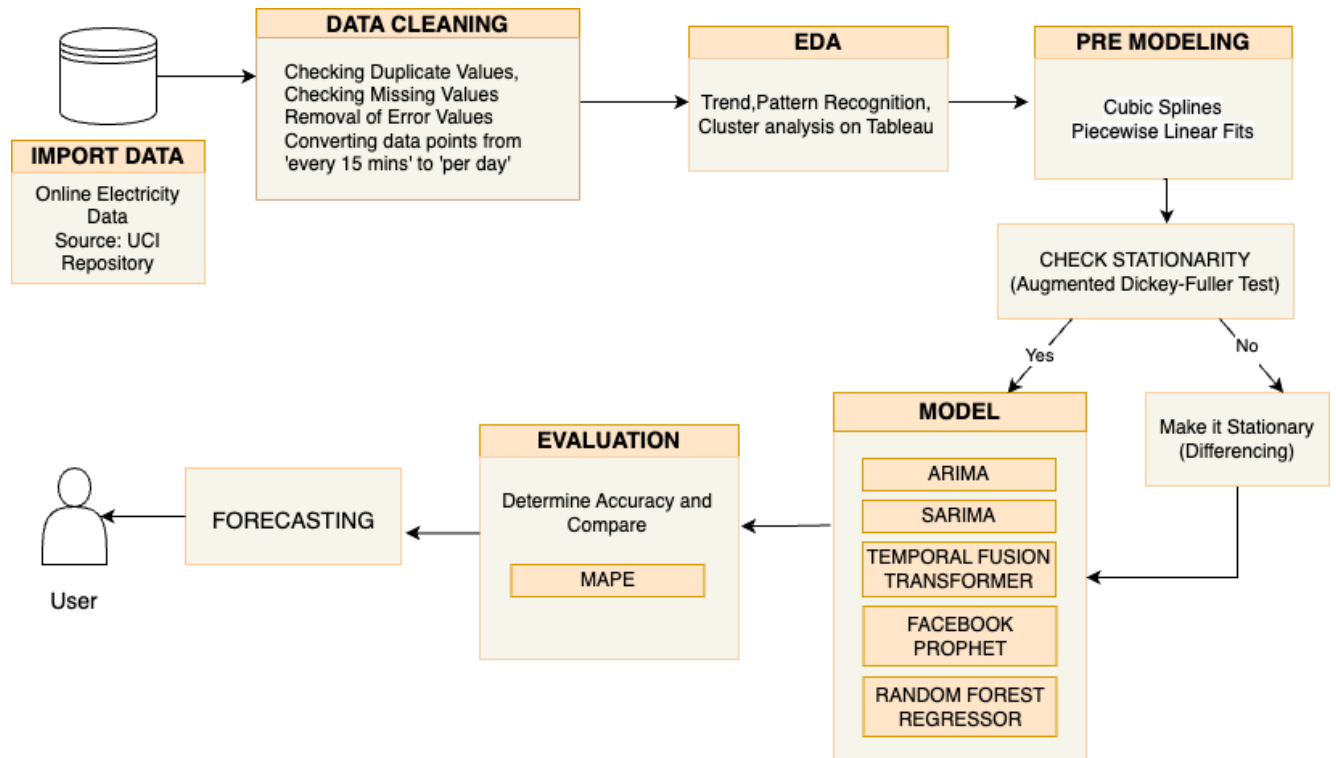 IMPORT DATA
Online Electricity
Data
Source: UCI
Repository
DATA CLEANING
Checking Duplicate Values,
Checking Missing Values
Removal of Error Values
Converting data points from
'every 15 mins' to 'per day'
EDA
Trend,Pattern Recognition,
Cluster analysis on Tableau
PRE MODELING
Cubic Splines
Piecewise Linear Fits
CHECK STATIONARITY
(Augmented Dickey-Fuller Test)
Yes
No
Make it Stationary
(Differencing)
MODEL
ARIMA
SARIMA
TEMPORAL FUSION
TRANSFORMER
FACEBOOK
PROPHET
RANDOM FOREST
REGRESSOR
EVALUATION
Determine Accuracy and
Compare
MAPE
FORECASTING
User